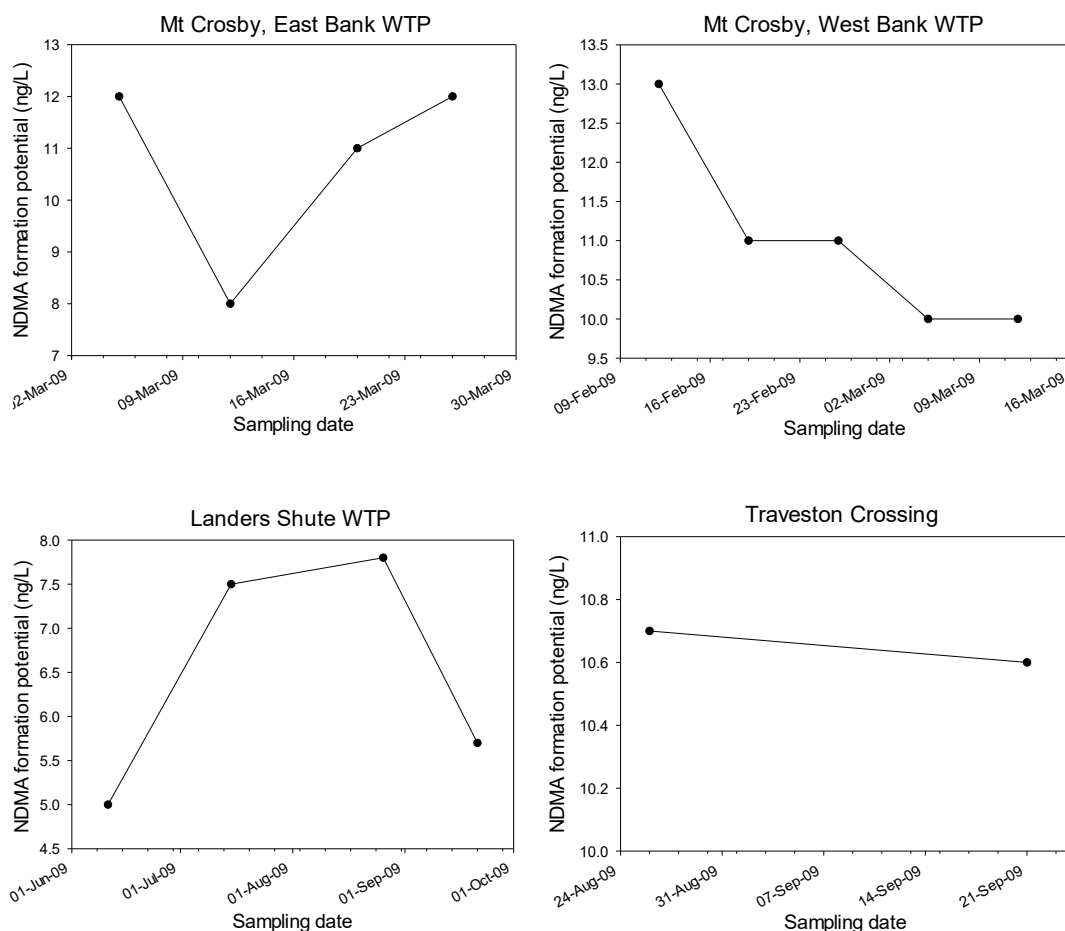 Mt Crosby, East Bank WTP
NDMA formation potential (ng/L)
13
12
11
10
9
8
7
02-Mar-09
09-Mar-09
16-Mar-09
23-Mar-09
30-Mar-09
Sampling date
Mt Crosby, West Bank WTP
NDMA formation potential (ng/L)
13.5
13.0
12.5
12.0
11.5
11.0
10.5
10.0
9.5
09-Feb-09
16-Feb-09
23-Feb-09
02-Mar-09
09-Mar-09
16-Mar-09
Sampling date
Landers Shute WTP
NDMA formation potential (ng/L)
8.0
7.5
7.0
6.5
6.0
5.5
5.0
4.5
01-Jun-09
01-Jul-09
01-Aug-09
01-Sep-09
01-Oct-09
Sampling date
Traveston Crossing
NDMA formation potential (ng/L)
11.0
10.8
10.6
10.4
10.2
10.0
24-Aug-09
31-Aug-09
07-Sep-09
14-Sep-09
21-Sep-09
Sampling date